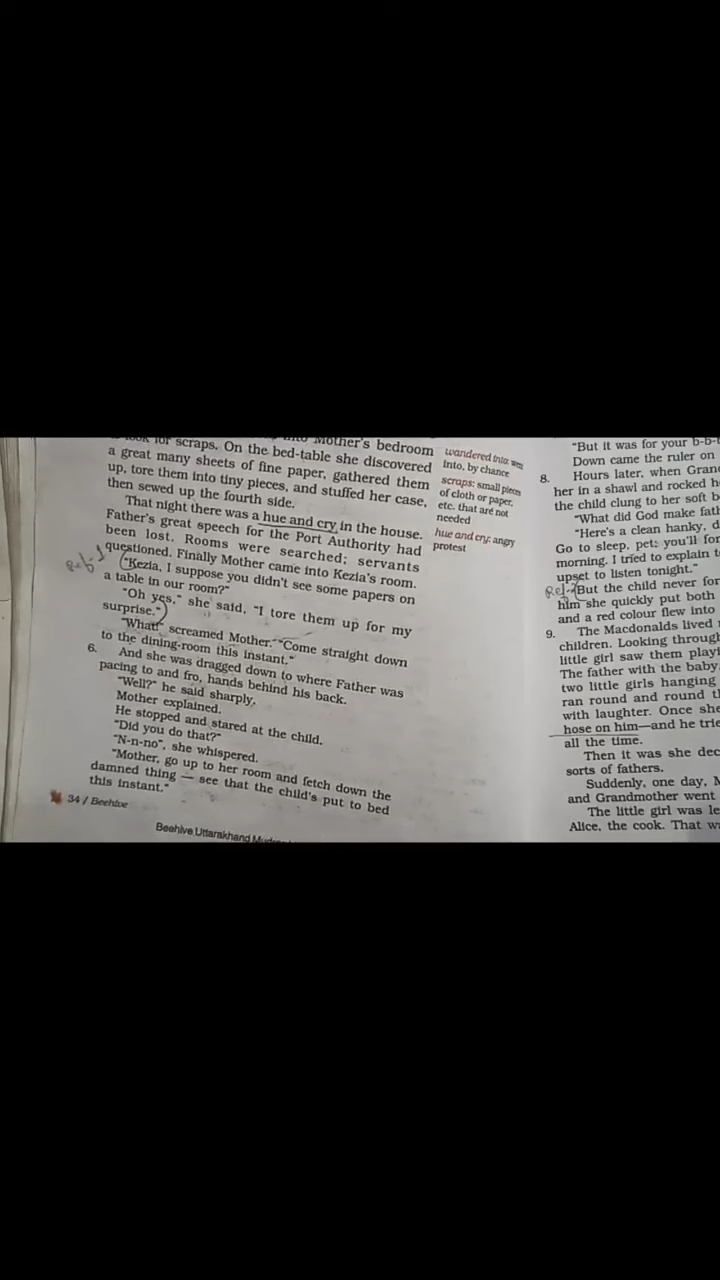 Mother's bedroom
look for scraps. On the bed-table she discovered
a great many sheets of fine paper, gathered them
up, tore them into tiny pieces, and stuffed her case,
then sewed up the fourth side.
That night there was a hue and cry in the house.
Father's great speech for the Port Authority had
been lost. Rooms were searched; servants
questioned. Finally Mother came into Kezia's room.
"Kezia, I suppose you didn't see some papers on
a table in our room?"
"Oh yes," she said, "I tore them up for my
surprise."
"What!" screamed Mother. "Come straight down
to the dining-room this instant."
6. And she was dragged down to where Father was
pacing to and fro, hands behind his back.
"Well?" he said sharply.
Mother explained.
He stopped and stared at the child.
"Did you do that?"
"N-n-no", she whispered.
"Mother, go up to her room and fetch down the
damned thing — see that the child's put to bed
this instant."
34 / Beehive
Beehive Uttarakhand
wandered into: went
into, by chance
scraps: small pieces
of cloth or paper,
etc. that are not
needed
hue and cry: angry
protest
"But it was for your b-b-
Down came the ruler on
8. Hours later, when Gran
her in a shawl and rocked h
the child clung to her soft b
"What did God make fath
"Here's a clean hanky, d
Go to sleep, pet; you'll for
morning. I tried to explain t
upset to listen tonight."
But the child never for
him she quickly put both
and a red colour flew into
9. The Macdonalds lived
children. Looking through
little girl saw them playi
The father with the baby
two little girls hanging
ran round and round th
with laughter. Once she
hose on him—and he trie
all the time.
Then it was she dec
sorts of fathers.
Suddenly, one day, M
and Grandmother went
The little girl was le
Alice, the cook. That w